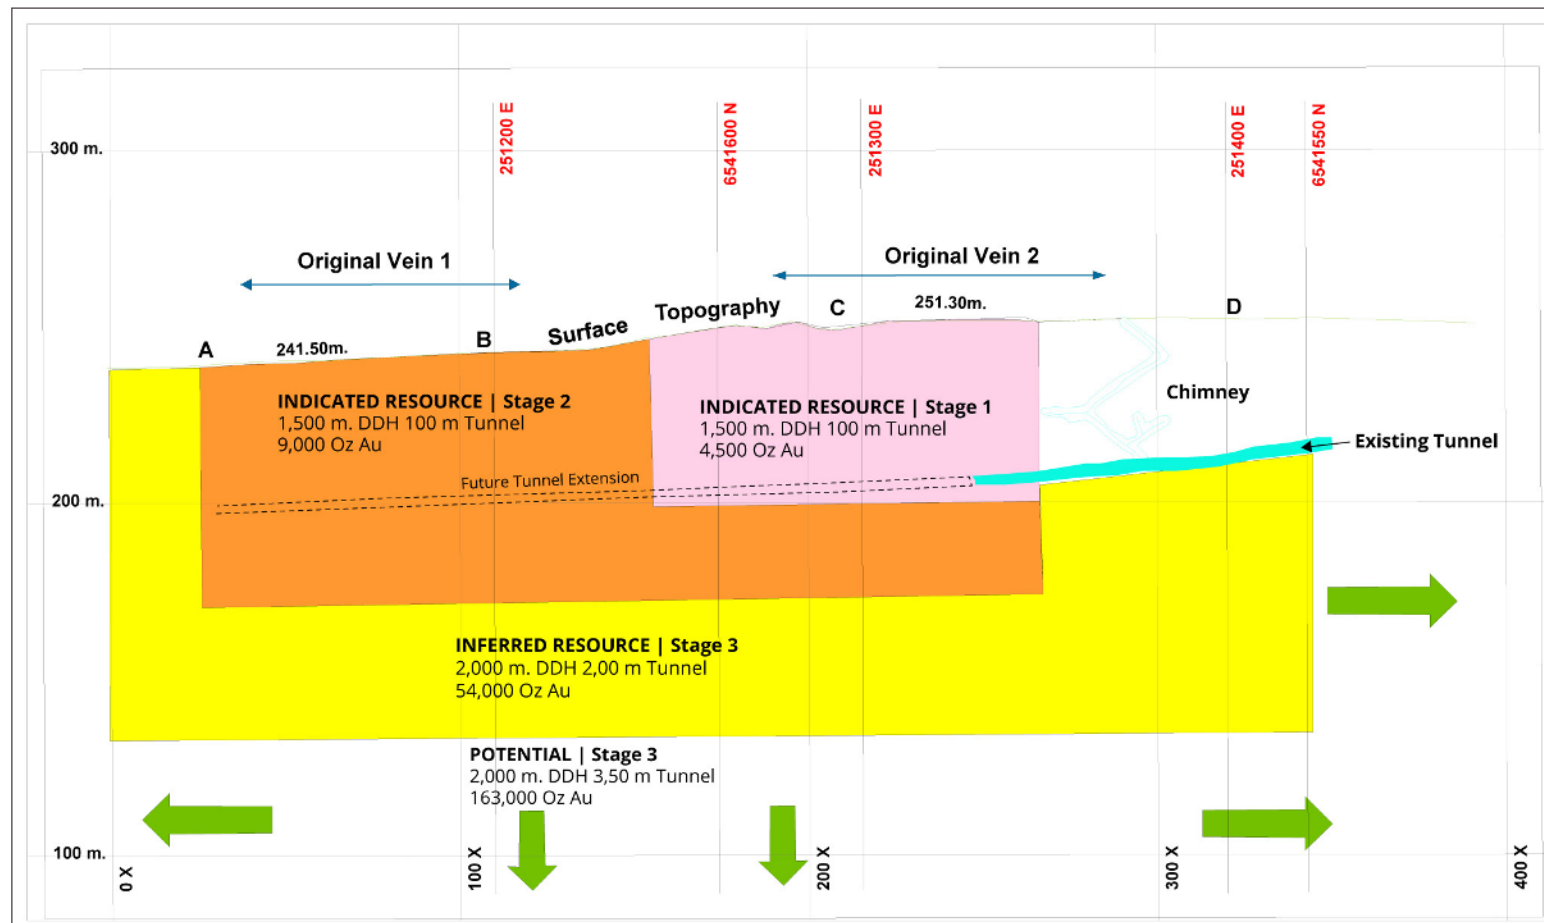 251200 E
6541600 N
251300 E
251400 E
6541550 N
300 m.
Original Vein 1
Original Vein 2
A
241.50m.
B
Surface
Topography
C
251.30m.
D
INDICATED RESOURCE | Stage 2
1,500 m. DDH 100 m Tunnel
9,000 Oz Au
INDICATED RESOURCE | Stage 1
1,500 m. DDH 100 m Tunnel
4,500 Oz Au
Chimney
Existing Tunnel
Future Tunnel Extension
200 m.
INFERRED RESOURCE | Stage 3
2,000 m. DDH 2,00 m Tunnel
54,000 Oz Au
POTENTIAL | Stage 3
2,000 m. DDH 3,50 m Tunnel
163,000 Oz Au
100 m.
0 X
100 X
200 X
300 X
400 X